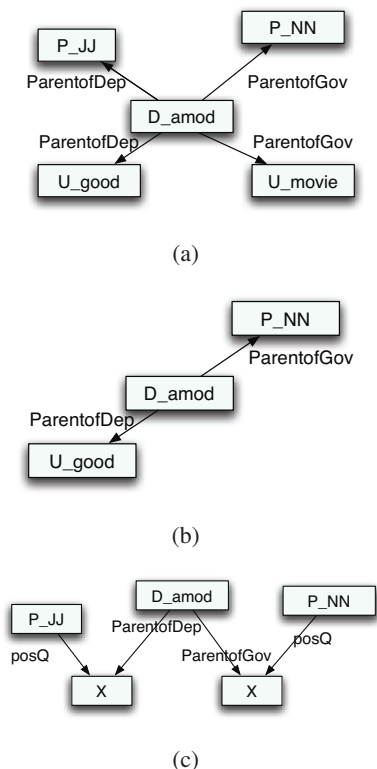 P_JJ
P_NN
ParentofDep
ParentofGov
D_amod
ParentofDep
ParentofGov
U_good
U_movie
(a)
P_NN
ParentofGov
D_amod
ParentofDep
U_good
(b)
D_amod
P_JJ
P_NN
ParentofDep
posQ
ParentofGov
posQ
X
X
(c)